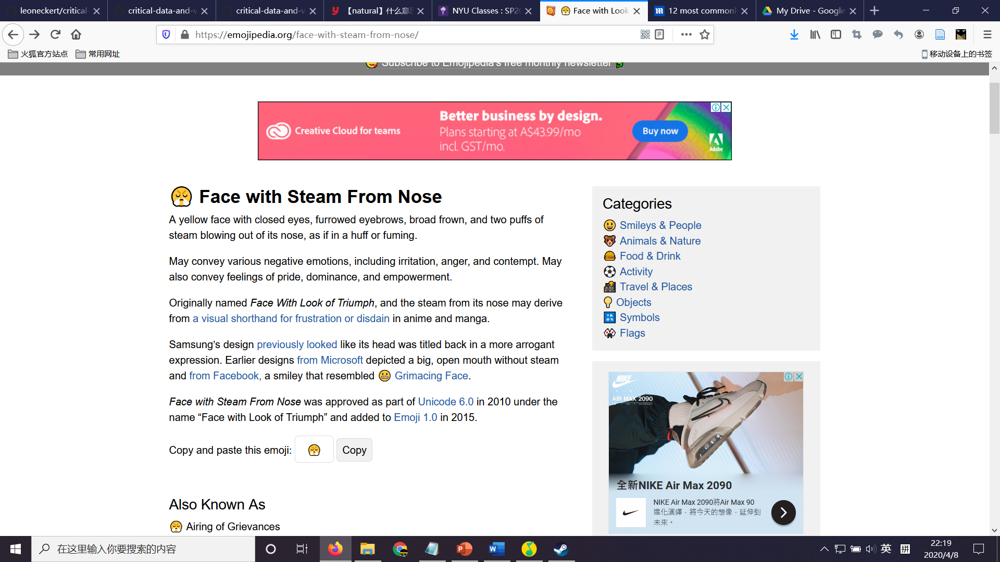 leoneckert/critical-
critical-data-and-v
critical-data-and-v
【natural】什么意思
NYU Classes : SP20
Face with Look
12 most commonl
My Drive - Google
https://emojipedia.org/face-with-steam-from-nose/
火狐官方站点
常用网址
移动设备上的书签
Subscribe to Emojipedia's free monthly newsletter
Creative Cloud for teams
Better business by design.
Plans starting at A$43.99/mo
incl. GST/mo.
Buy now
Adobe
Face with Steam From Nose
A yellow face with closed eyes, furrowed eyebrows, broad frown, and two puffs of
steam blowing out of its nose, as if in a huff or fuming.
May convey various negative emotions, including irritation, anger, and contempt. May
also convey feelings of pride, dominance, and empowerment.
Originally named Face With Look of Triumph, and the steam from its nose may derive
from a visual shorthand for frustration or disdain in anime and manga.
Samsung’s design previously looked like its head was titled back in a more arrogant
expression. Earlier designs from Microsoft depicted a big, open mouth without steam
and from Facebook, a smiley that resembled 😬 Grimacing Face.
Face with Steam From Nose was approved as part of Unicode 6.0 in 2010 under the
name “Face with Look of Triumph” and added to Emoji 1.0 in 2015.
Copy and paste this emoji: 😤 Copy
Also Known As
😤 Airing of Grievances
Categories
Smileys & People
Animals & Nature
Food & Drink
Activity
Travel & Places
Objects
Symbols
Flags
NIKE
AIR
AIR MAX 2090
全新NIKE Air Max 2090
NIKE Air Max 2090將Air Max 90
進化演繹，將今天的想像，延伸到
未來。
在这里输入你要搜索的内容
英
拼
22:19
2020/4/8